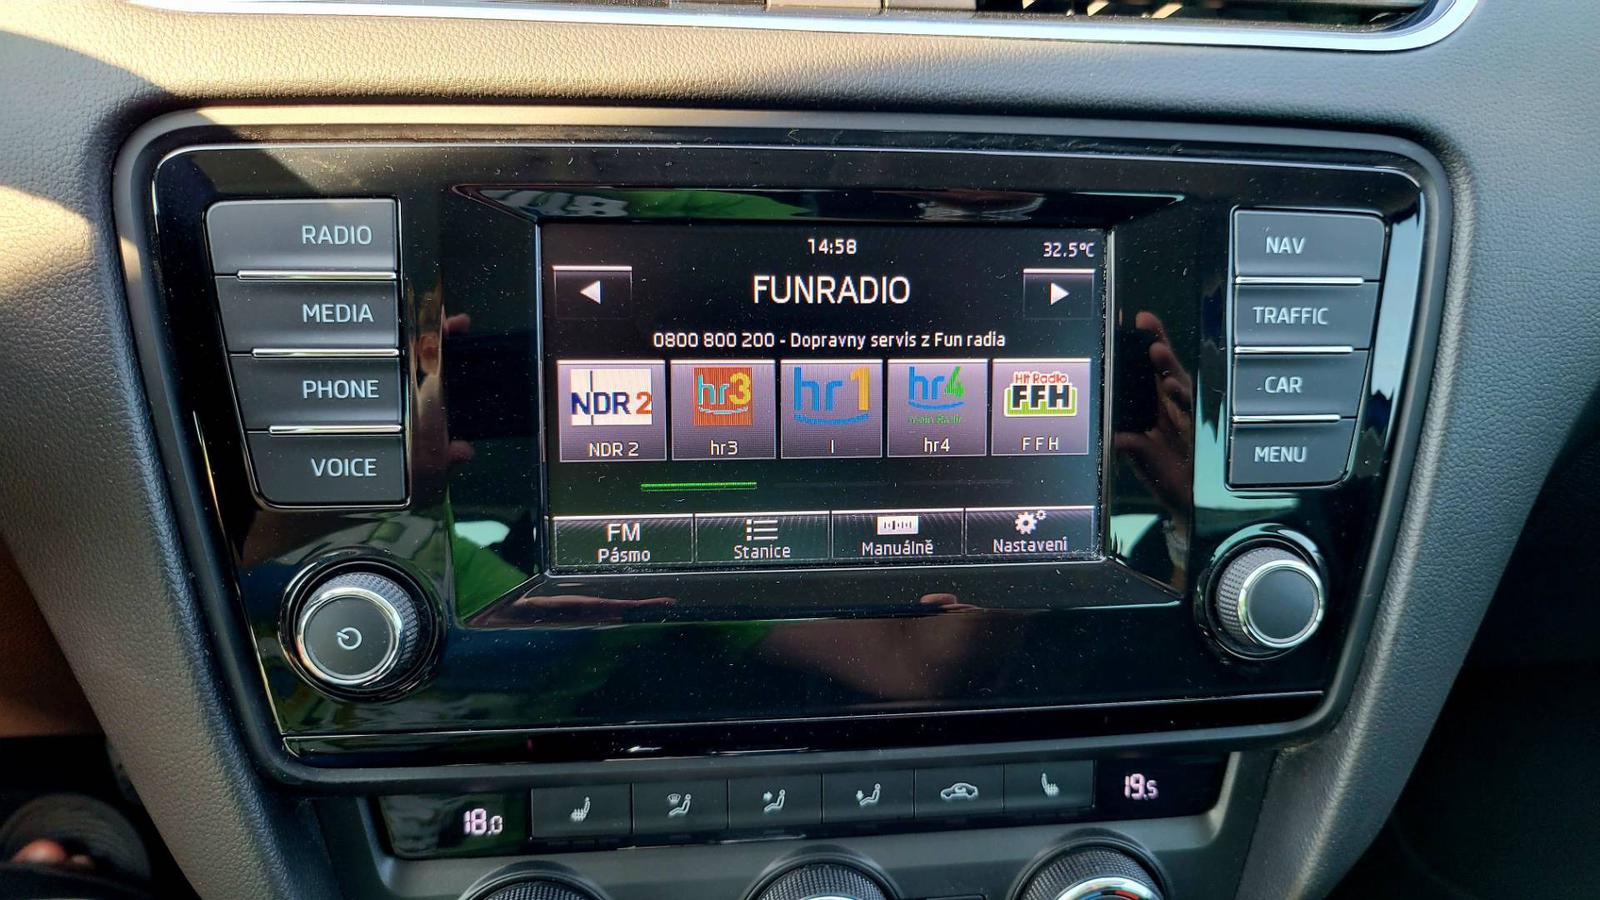 RADIO
MEDIA
PHONE
VOICE
14:58
32.5°C
FUNRADIO
0800 800 200 - Dopravny servis z Fun radia
NDR 2
NDR 2
hr3
hr3
hr1
I
hr4
hr4
Hit Radio
FFH
FFH
FM
Pásmo
Stanice
Manuálně
Nastavení
NAV
TRAFFIC
CAR
MENU
18.0
19.5